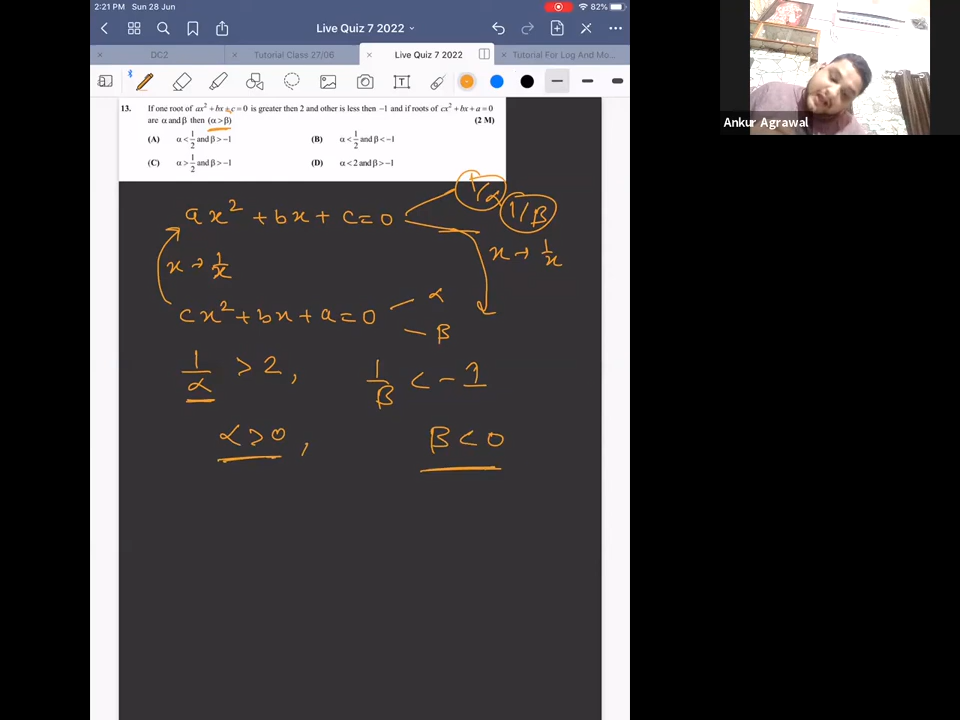 2:21 PM Sun 28 Jun
82%
Live Quiz 7 2022
DC2
Tutorial Class 27/06
Live Quiz 7 2022
Tutorial For Log And Mo...
13. If one root of ax² + bx + c = 0 is greater then 2 and other is less then −1 and if roots of cx² + bx + a = 0
are α and β then (α > β) (2 M)
(A) α < 1/2 and β > −1 (B) α < 1/2 and β < −1
(C) α > 1/2 and β > −1 (D) α < 2 and β > −1
ax² + bx + c = 0 1/α 1/β
x → 1/x x → 1/x
cx² + bx + a = 0 α
β
1/α > 2, 1/β < −1
α > 0, β < 0
Ankur Agrawal